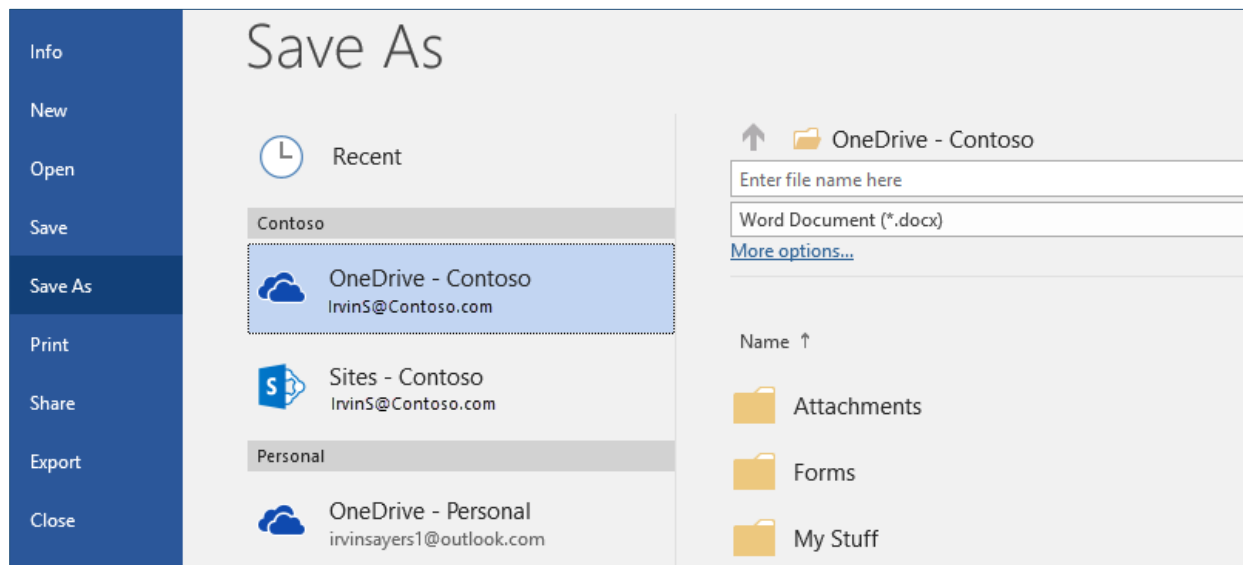 Info
New
Open
Save
Save As
Print
Share
Export
Close
Save As
Recent
Contoso
OneDrive - Contoso
IrvinS@Contoso.com
S
Sites - Contoso
IrvinS@Contoso.com
Personal
OneDrive - Personal
irvinsayers1@outlook.com
OneDrive - Contoso
Enter file name here
Word Document (*.docx)
More options...
Name ↑
Attachments
Forms
My Stuff